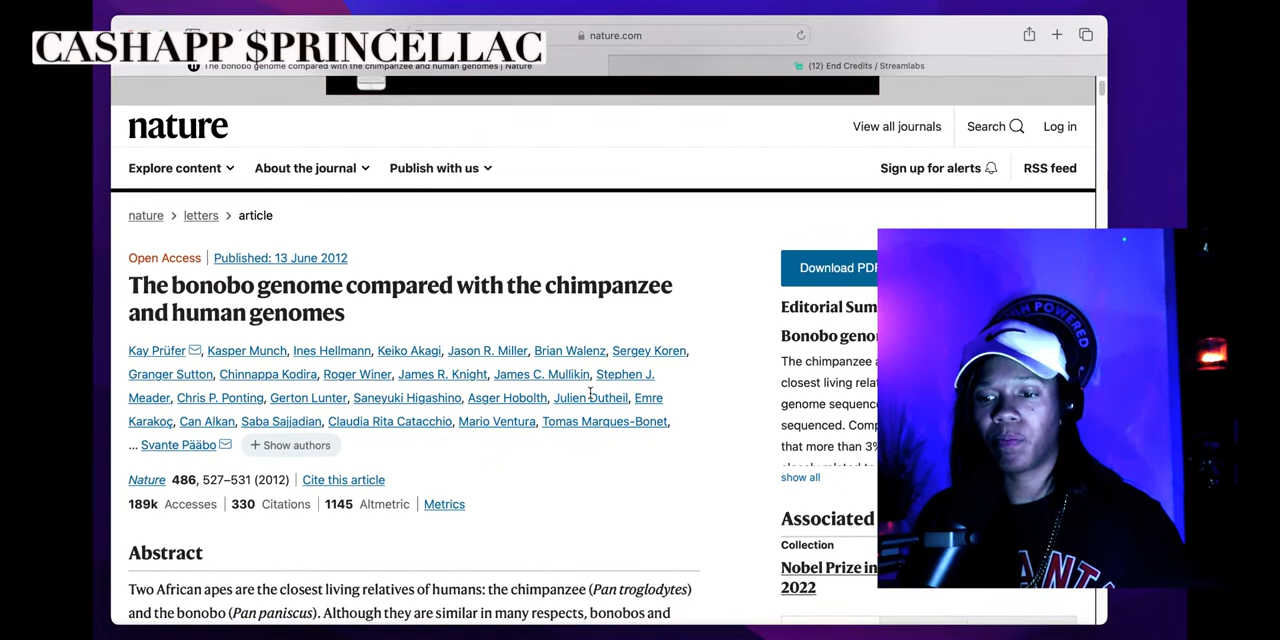 CASHAPP $PRINCELLAC
nature.com
The bonobo genome compared with the chimpanzee and human genomes | Nature
(12) End Credits / Streamlabs
nature
View all journals
Search
Log in
Explore content
About the journal
Publish with us
Sign up for alerts
RSS feed
nature > letters > article
Open Access | Published: 13 June 2012
The bonobo genome compared with the chimpanzee
and human genomes
Kay Prüfer, Kasper Munch, Ines Hellmann, Keiko Akagi, Jason R. Miller, Brian Walenz, Sergey Koren,
Granger Sutton, Chinnappa Kodira, Roger Winer, James R. Knight, James C. Mullikin, Stephen J.
Meader, Chris P. Ponting, Gerton Lunter, Saneyuki Higashino, Asger Hobolth, Julien Dutheil, Emre
Karakoç, Can Alkan, Saba Sajjadian, Claudia Rita Catacchio, Mario Ventura, Tomas Marques-Bonet,
... Svante Pääbo + Show authors
Nature 486, 527–531 (2012) | Cite this article
189k Accesses | 330 Citations | 1145 Altmetric | Metrics
Abstract
Two African apes are the closest living relatives of humans: the chimpanzee (Pan troglodytes)
and the bonobo (Pan paniscus). Although they are similar in many respects, bonobos and
Download PDF
Editorial Sum
Bonobo geno
The chimpanzee a
closest living rela
genome sequenc
sequenced. Comp
that more than 3%
show all
Associated
Collection
Nobel Prize in
2022
POWERED